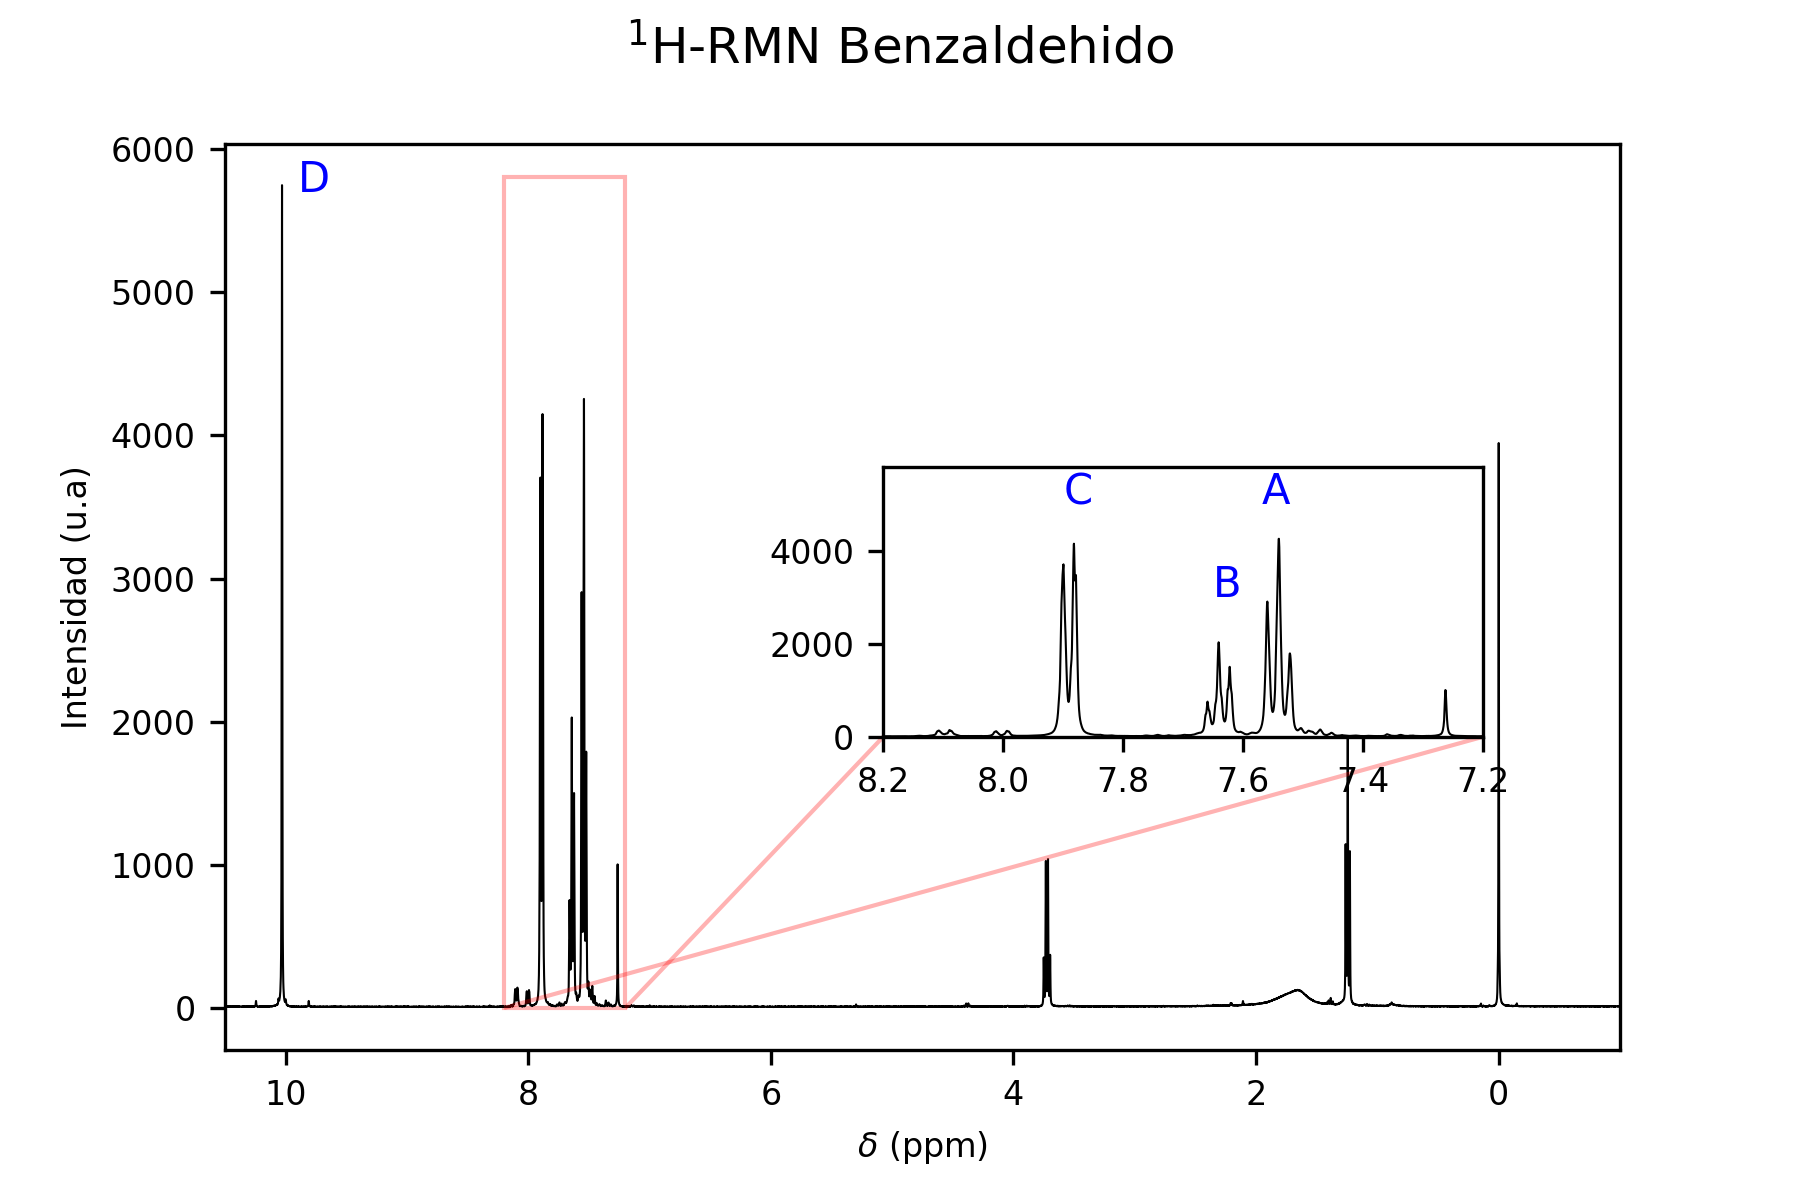 ¹H-RMN Benzaldehido
6000
5000
4000
3000
2000
1000
0
Intensidad (u.a)
D
C
A
B
4000
2000
0
8.2 8.0 7.8 7.6 7.4 7.2
10 8 6 4 2 0
δ (ppm)